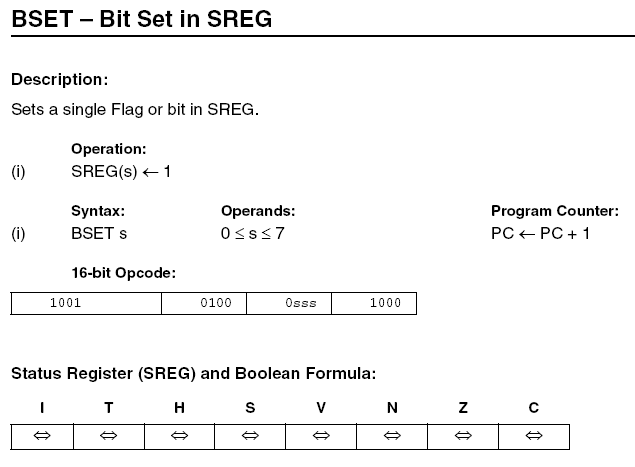 BSET – Bit Set in SREG
Description:
Sets a single Flag or bit in SREG.
Operation:
(i) SREG(s) ← 1
Syntax: Operands: Program Counter:
(i) BSET s 0 ≤ s ≤ 7 PC ← PC + 1
16-bit Opcode:
1001 0100 0sss 1000
Status Register (SREG) and Boolean Formula:
I T H S V N Z C
⇔ ⇔ ⇔ ⇔ ⇔ ⇔ ⇔ ⇔